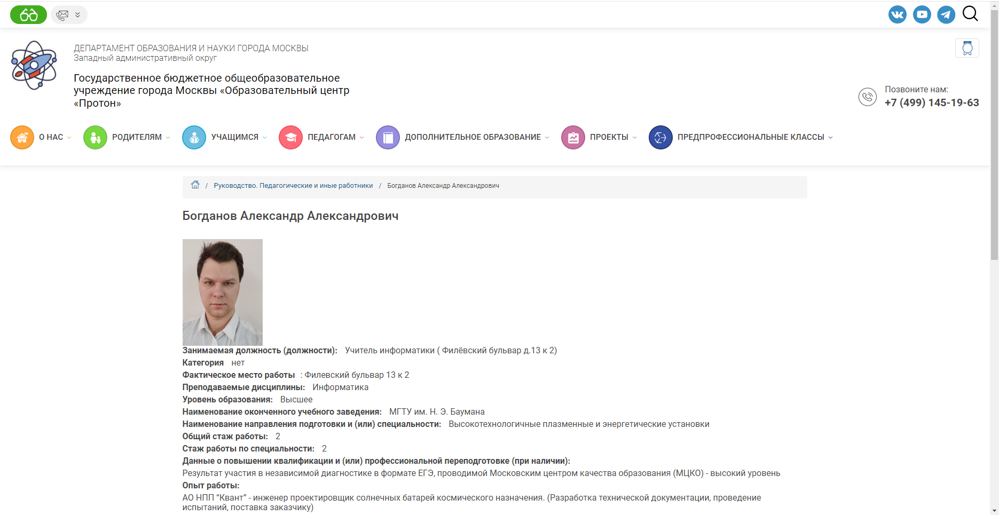 ДЕПАРТАМЕНТ ОБРАЗОВАНИЯ И НАУКИ ГОРОДА МОСКВЫ
Западный административный округ
Государственное бюджетное общеобразовательное
учреждение города Москвы «Образовательный центр
«Протон»
Позвоните нам:
+7 (499) 145-19-63
О НАС РОДИТЕЛЯМ УЧАЩИМСЯ ПЕДАГОГАМ ДОПОЛНИТЕЛЬНОЕ ОБРАЗОВАНИЕ ПРОЕКТЫ ПРЕДПРОФЕССИОНАЛЬНЫЕ КЛАССЫ
/ Руководство. Педагогические и иные работники / Богданов Александр Александрович
Богданов Александр Александрович
Занимаемая должность (должности): Учитель информатики ( Филёвский бульвар д.13 к 2)
Категория нет
Фактическое место работы : Филевский бульвар 13 к 2
Преподаваемые дисциплины: Информатика
Уровень образования: Высшее
Наименование оконченного учебного заведения: МГТУ им. Н. Э. Баумана
Наименование направления подготовки и (или) специальности: Высокотехнологичные плазменные и энергетические установки
Общий стаж работы: 2
Стаж работы по специальности: 2
Данные о повышении квалификации и (или) профессиональной переподготовке (при наличии):
Результат участия в независимой диагностике в формате ЕГЭ, проводимой Московским центром качества образования (МЦКО) - высокий уровень
Опыт работы:
АО НПП “Квант” - инженер проектировщик солнечных батарей космического назначения. (Разработка технической документации, проведение
испытаний, поставка заказчику)